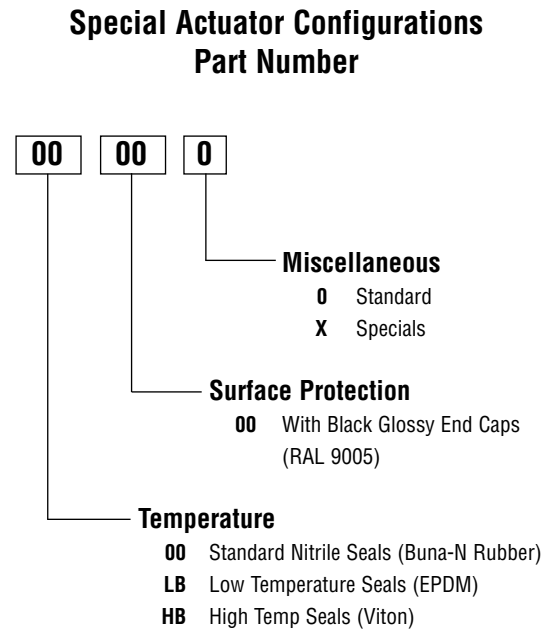 Special Actuator Configurations
Part Number
00 00 0
Miscellaneous
0 Standard
X Specials
Surface Protection
00 With Black Glossy End Caps
(RAL 9005)
Temperature
00 Standard Nitrile Seals (Buna-N Rubber)
LB Low Temperature Seals (EPDM)
HB High Temp Seals (Viton)